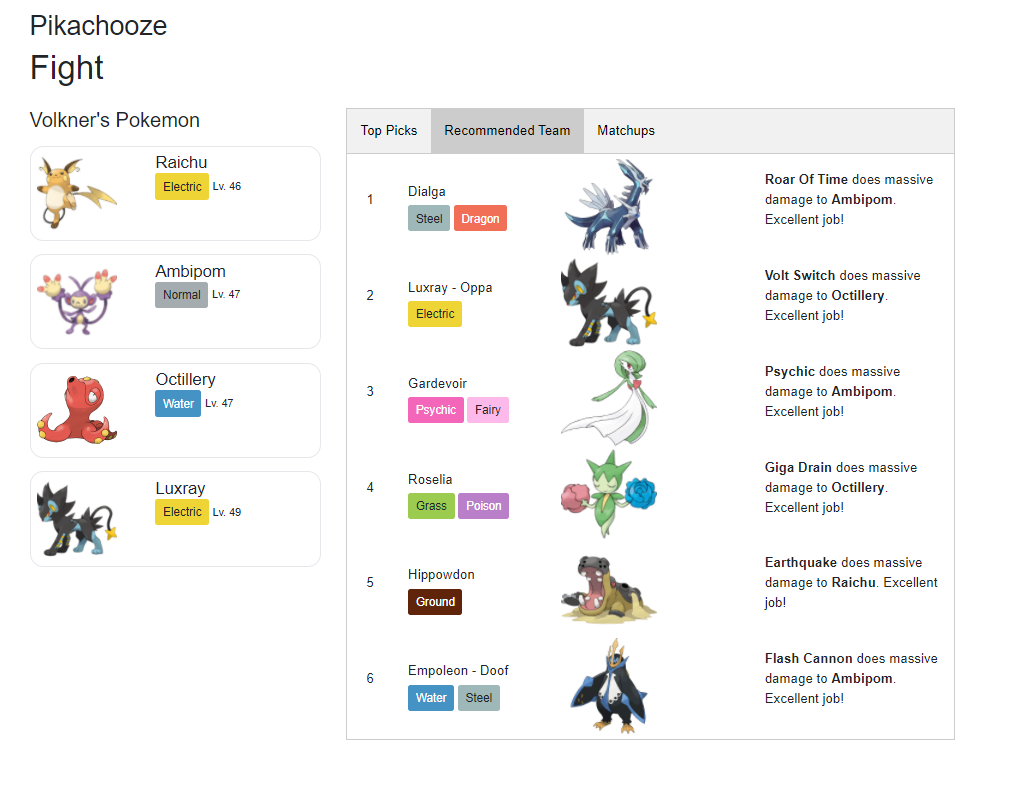 Pikachooze
Fight
Volkner's Pokemon
Raichu
Electric Lv. 46
Ambipom
Normal Lv. 47
Octillery
Water Lv. 47
Luxray
Electric Lv. 49
Top Picks Recommended Team Matchups
1
Dialga
Steel Dragon
Roar Of Time does massive
damage to Ambipom.
Excellent job!
2
Luxray - Oppa
Electric
Volt Switch does massive
damage to Octillery.
Excellent job!
3
Gardevoir
Psychic Fairy
Psychic does massive
damage to Ambipom.
Excellent job!
4
Roselia
Grass Poison
Giga Drain does massive
damage to Octillery.
Excellent job!
5
Hippowdon
Ground
Earthquake does massive
damage to Raichu. Excellent
job!
6
Empoleon - Doof
Water Steel
Flash Cannon does massive
damage to Ambipom.
Excellent job!